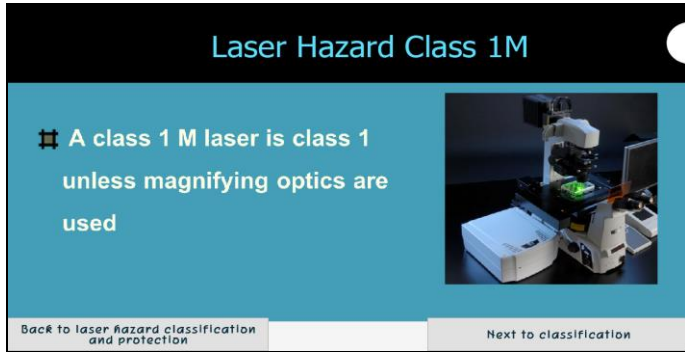 Laser Hazard Class 1M
A class 1 M laser is class 1
unless magnifying optics are
used
Back to laser hazard classification
and protection
Next to classification